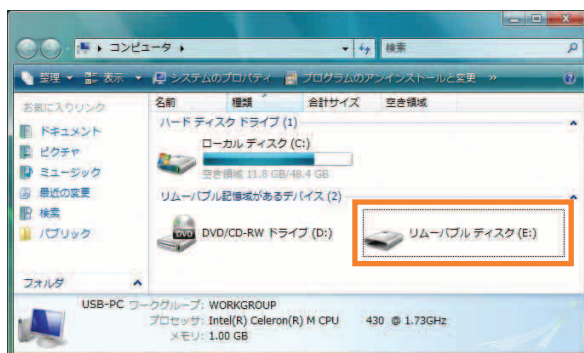 コンピュータ
検索
整理 表示 システムのプロパティ プログラムのアンインストールと変更 »
お気に入りリンク
ドキュメント
ピクチャ
ミュージック
最近の変更
検索
パブリック
フォルダ
名前 種類 合計サイズ 空き領域
ハード ディスク ドライブ (1)
ローカル ディスク (C:)
空き領域 11.8 GB/46.4 GB
リムーバブル記憶域があるデバイス (2)
DVD
DVD/CD-RW ドライブ (D:)
リムーバブル ディスク (E:)
USB-PC ワークグループ: WORKGROUP
プロセッサ: Intel(R) Celeron(R) M CPU 430 @ 1.73GHz
メモリ: 1.00 GB